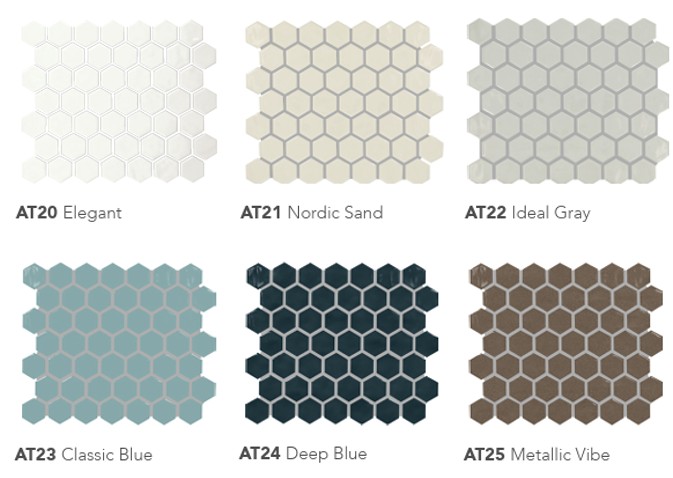 AT20 Elegant
AT21 Nordic Sand
AT22 Ideal Gray
AT23 Classic Blue
AT24 Deep Blue
AT25 Metallic Vibe